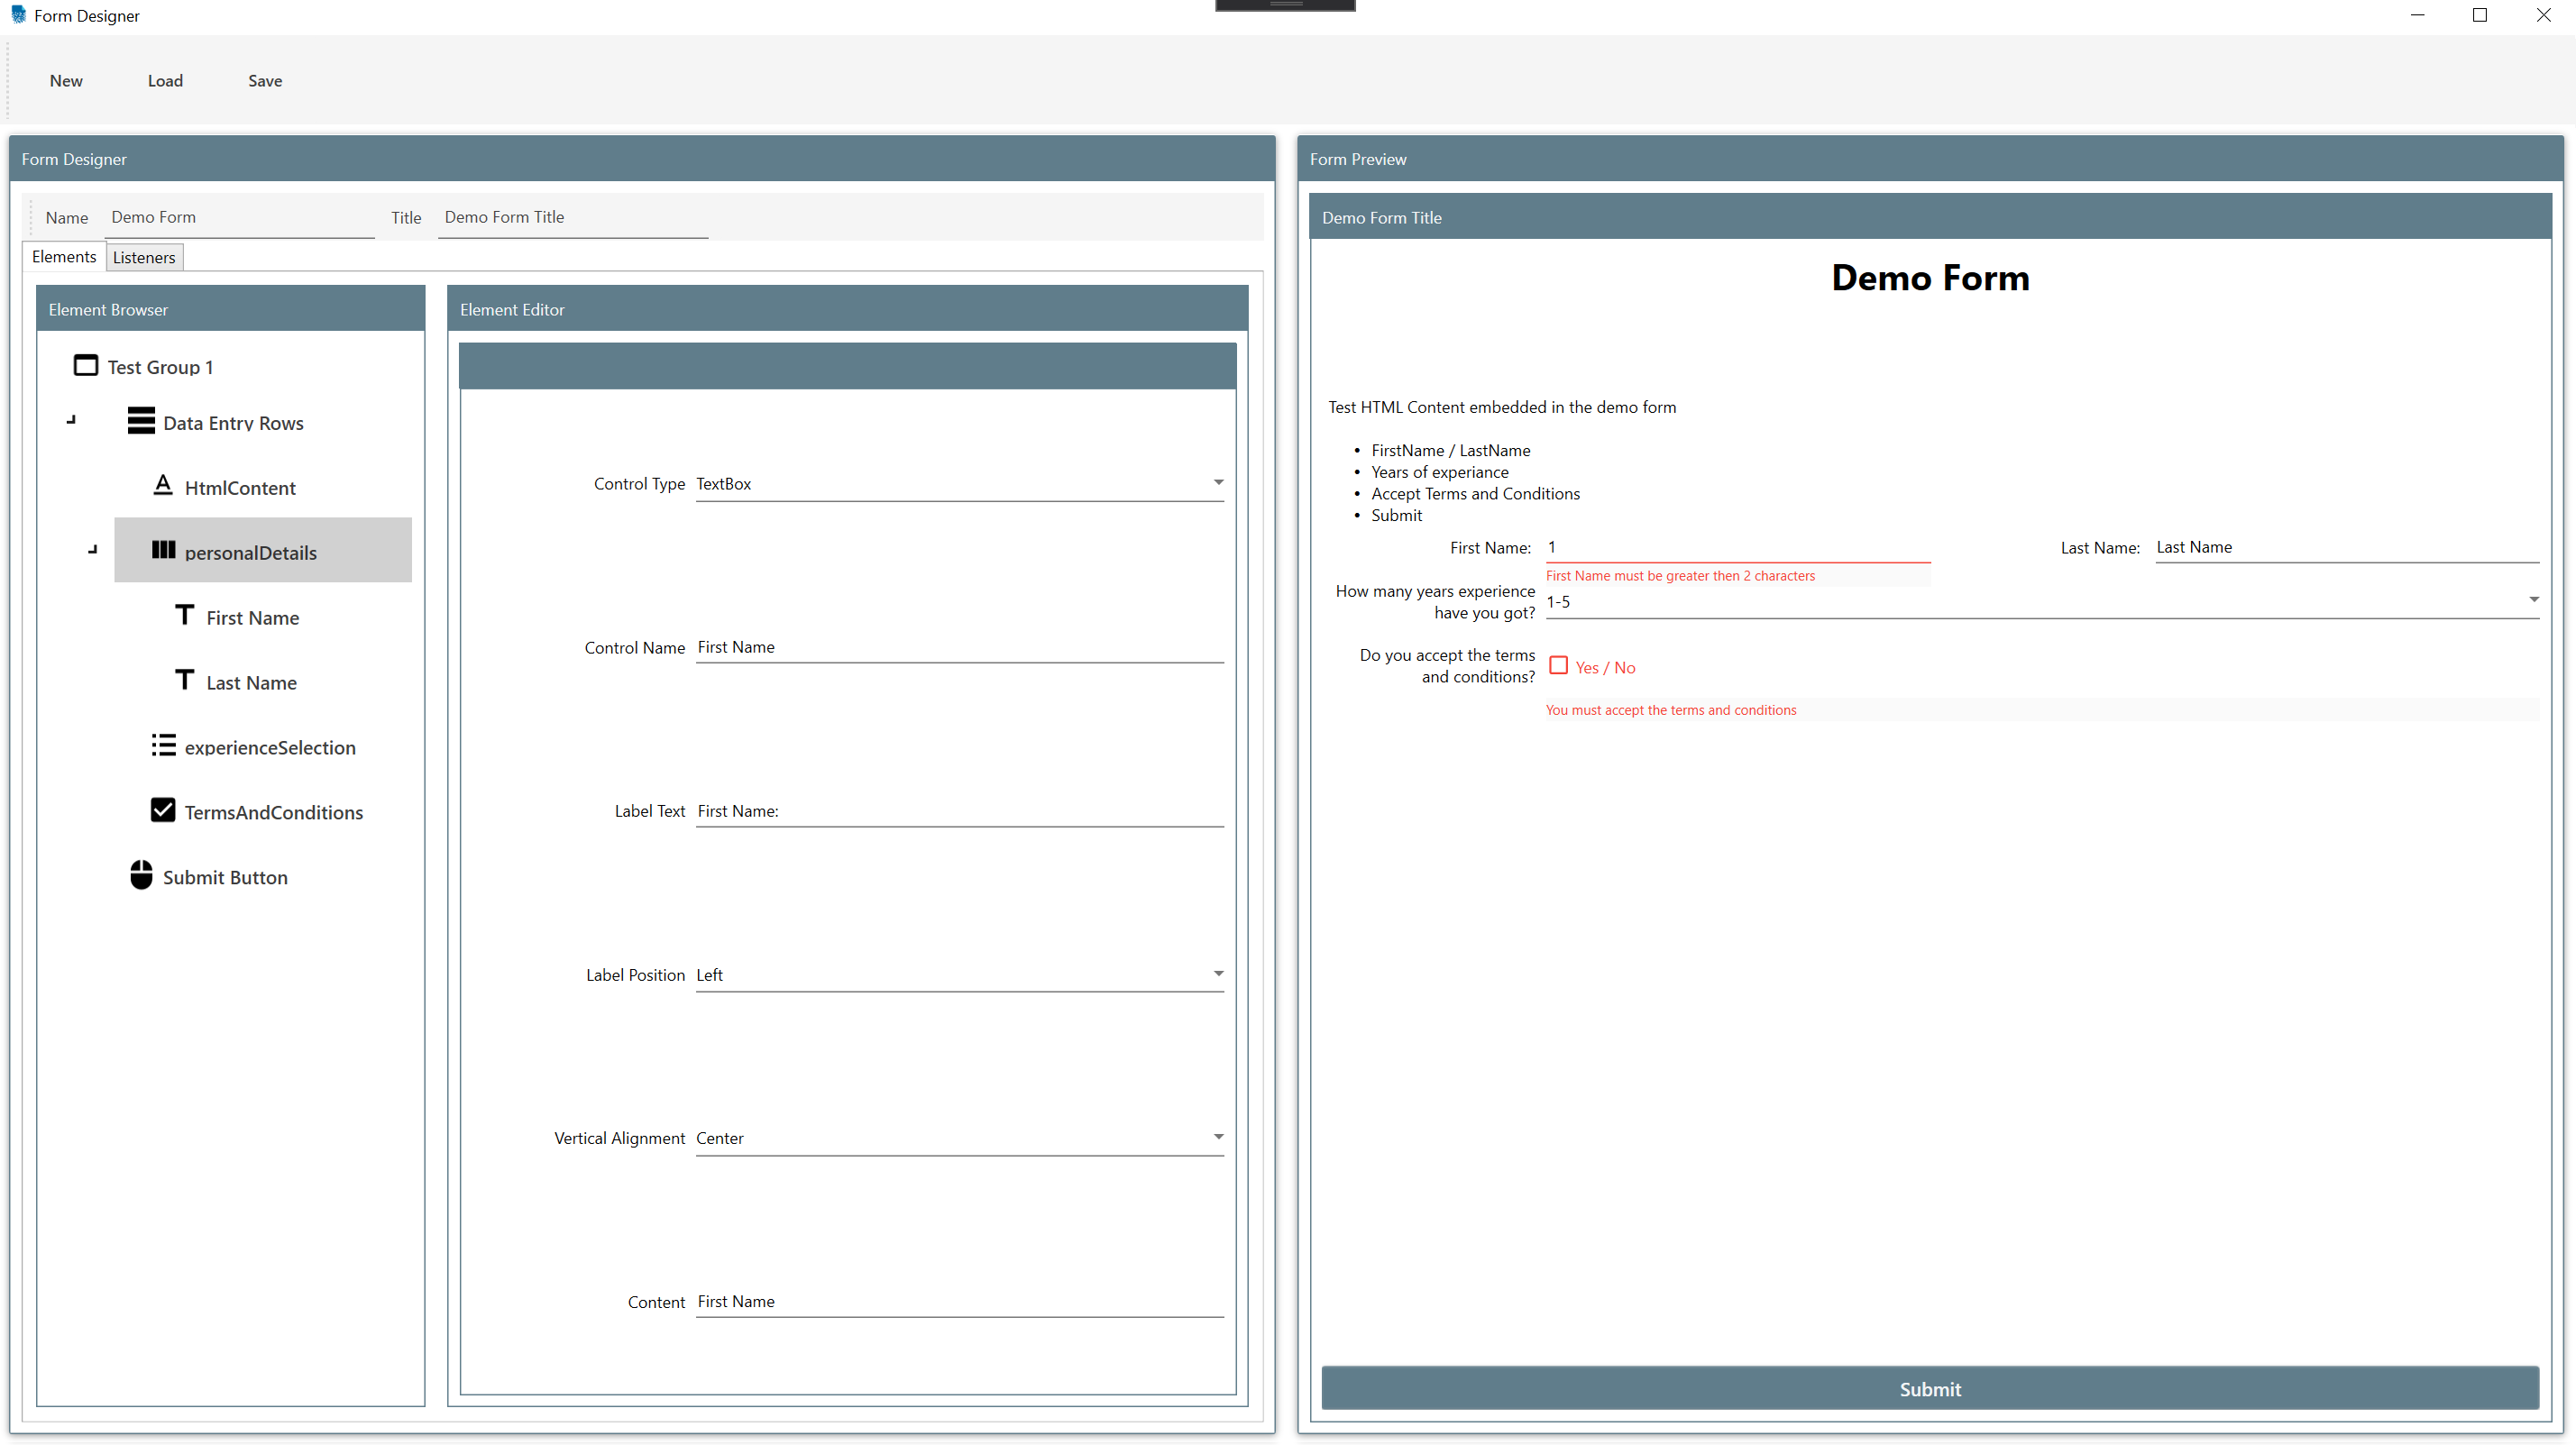 Form Designer
New Load Save
Form Designer
Name Demo Form Title Demo Form Title
Elements Listeners
Element Browser
Test Group 1
Data Entry Rows
HtmlContent
personalDetails
First Name
Last Name
experienceSelection
TermsAndConditions
Submit Button
Element Editor
Control Type TextBox
Control Name First Name
Label Text First Name:
Label Position Left
Vertical Alignment Center
Content First Name
Form Preview
Demo Form Title
Demo Form
Test HTML Content embedded in the demo form
• FirstName / LastName
• Years of experiance
• Accept Terms and Conditions
• Submit
First Name: 1 Last Name: Last Name
First Name must be greater then 2 characters
How many years experience
have you got? 1-5
Do you accept the terms
and conditions? Yes / No
You must accept the terms and conditions
Submit